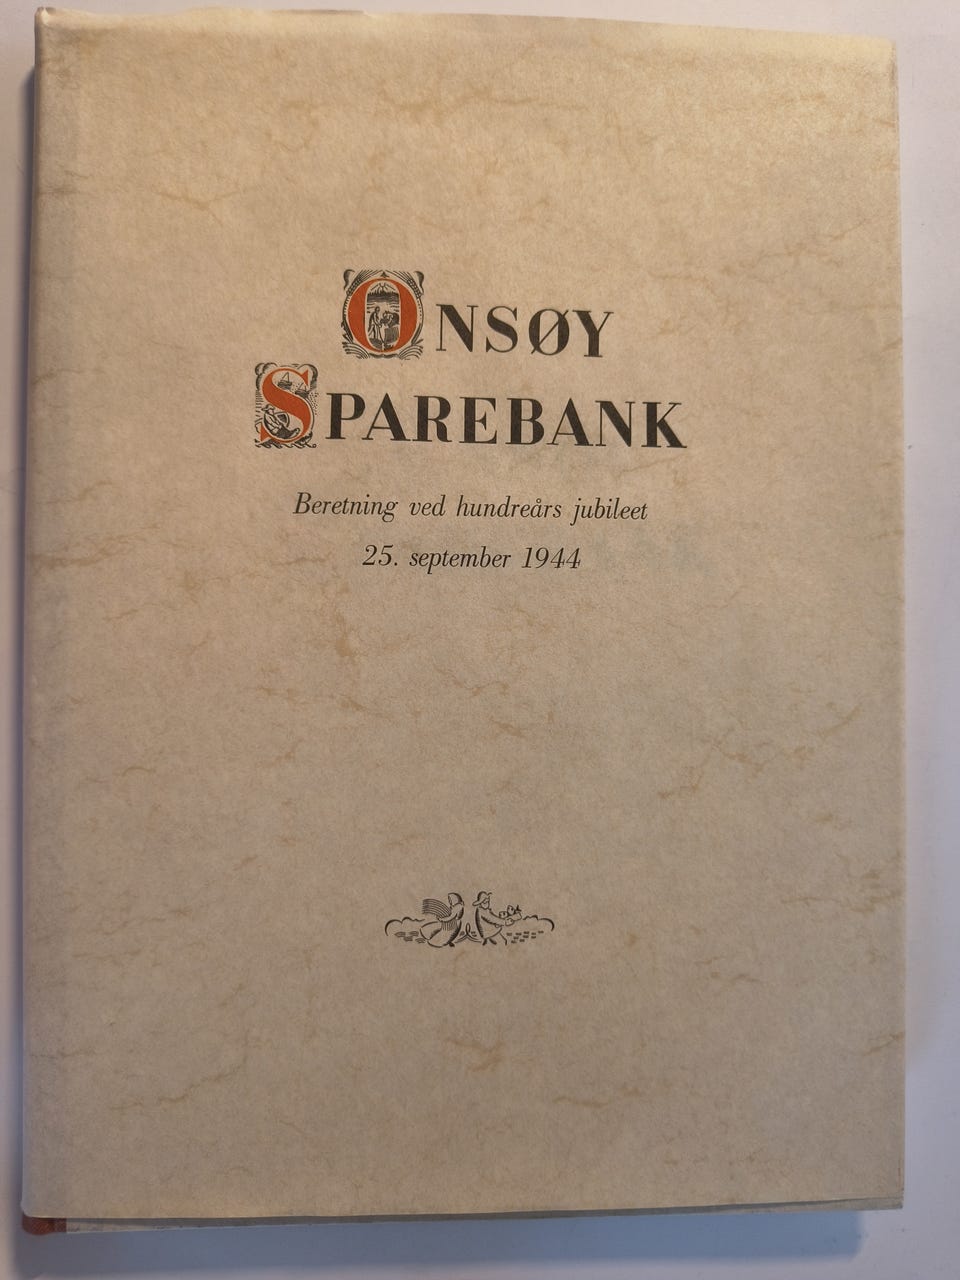 ONSØY
SPAREBANK
Beretning ved hundreårs jubileet
25. september 1944